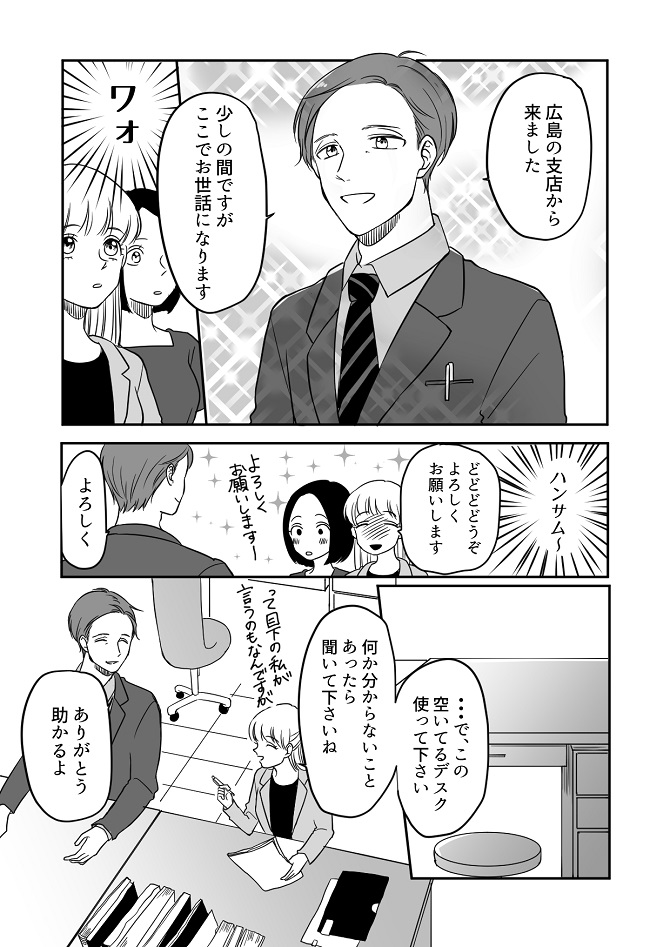 広島の支店から
来ました
少しの間ですが
ここでお世話になります
ワォ
ハンサム〜
どどどどうぞ
よろしく
お願いします
よろしく
お願いしますー
よろしく
・・・で、この
空いてるデスク
使って下さい
何か分からないこと
あったら
聞いて下さいね
って目下の私が
言うのもなんですが
ありがとう
助かるよ